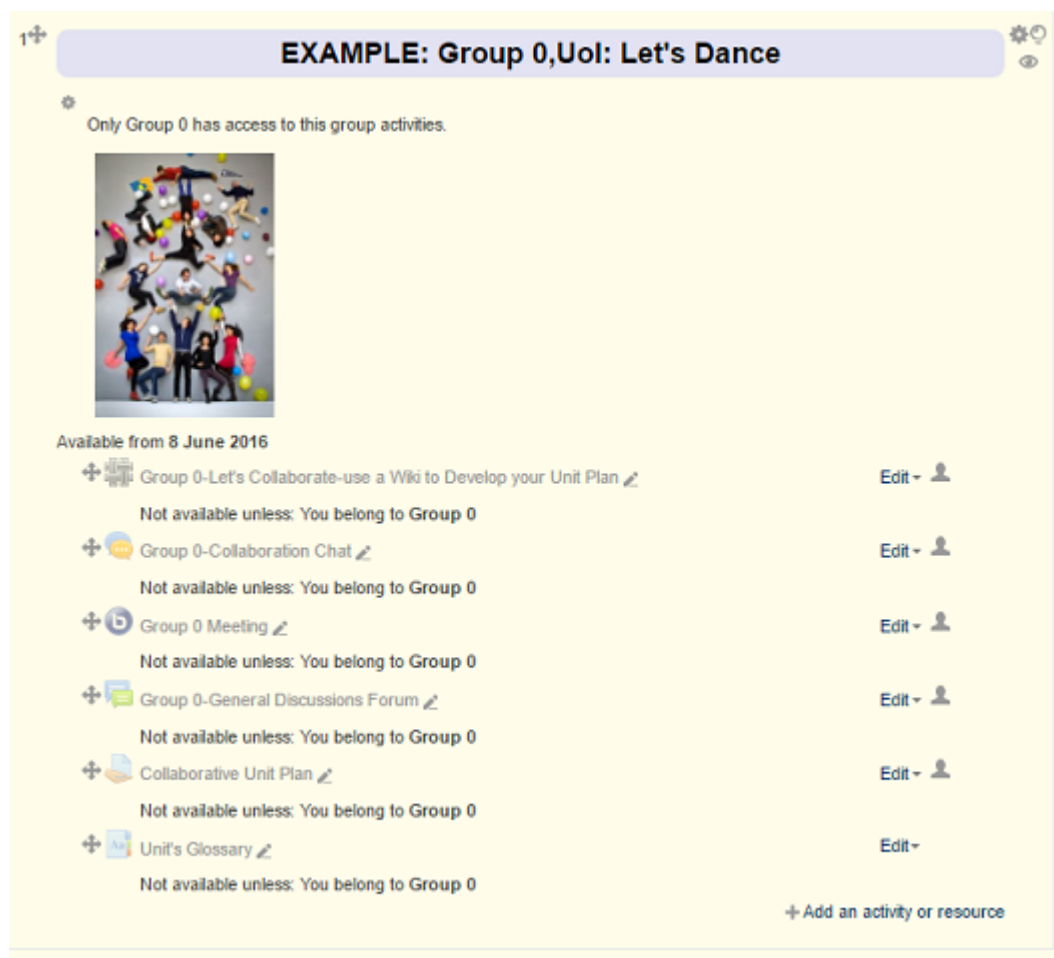 1
EXAMPLE: Group 0,UoI: Let's Dance
Only Group 0 has access to this group activities.
Available from 8 June 2016
Group 0-Let's Collaborate-use a Wiki to Develop your Unit Plan Edit
Not available unless: You belong to Group 0
Group 0-Collaboration Chat Edit
Not available unless: You belong to Group 0
b Group 0 Meeting Edit
Not available unless: You belong to Group 0
Group 0-General Discussions Forum Edit
Not available unless: You belong to Group 0
Collaborative Unit Plan Edit
Not available unless: You belong to Group 0
Aa Unit's Glossary Edit
Not available unless: You belong to Group 0
Add an activity or resource